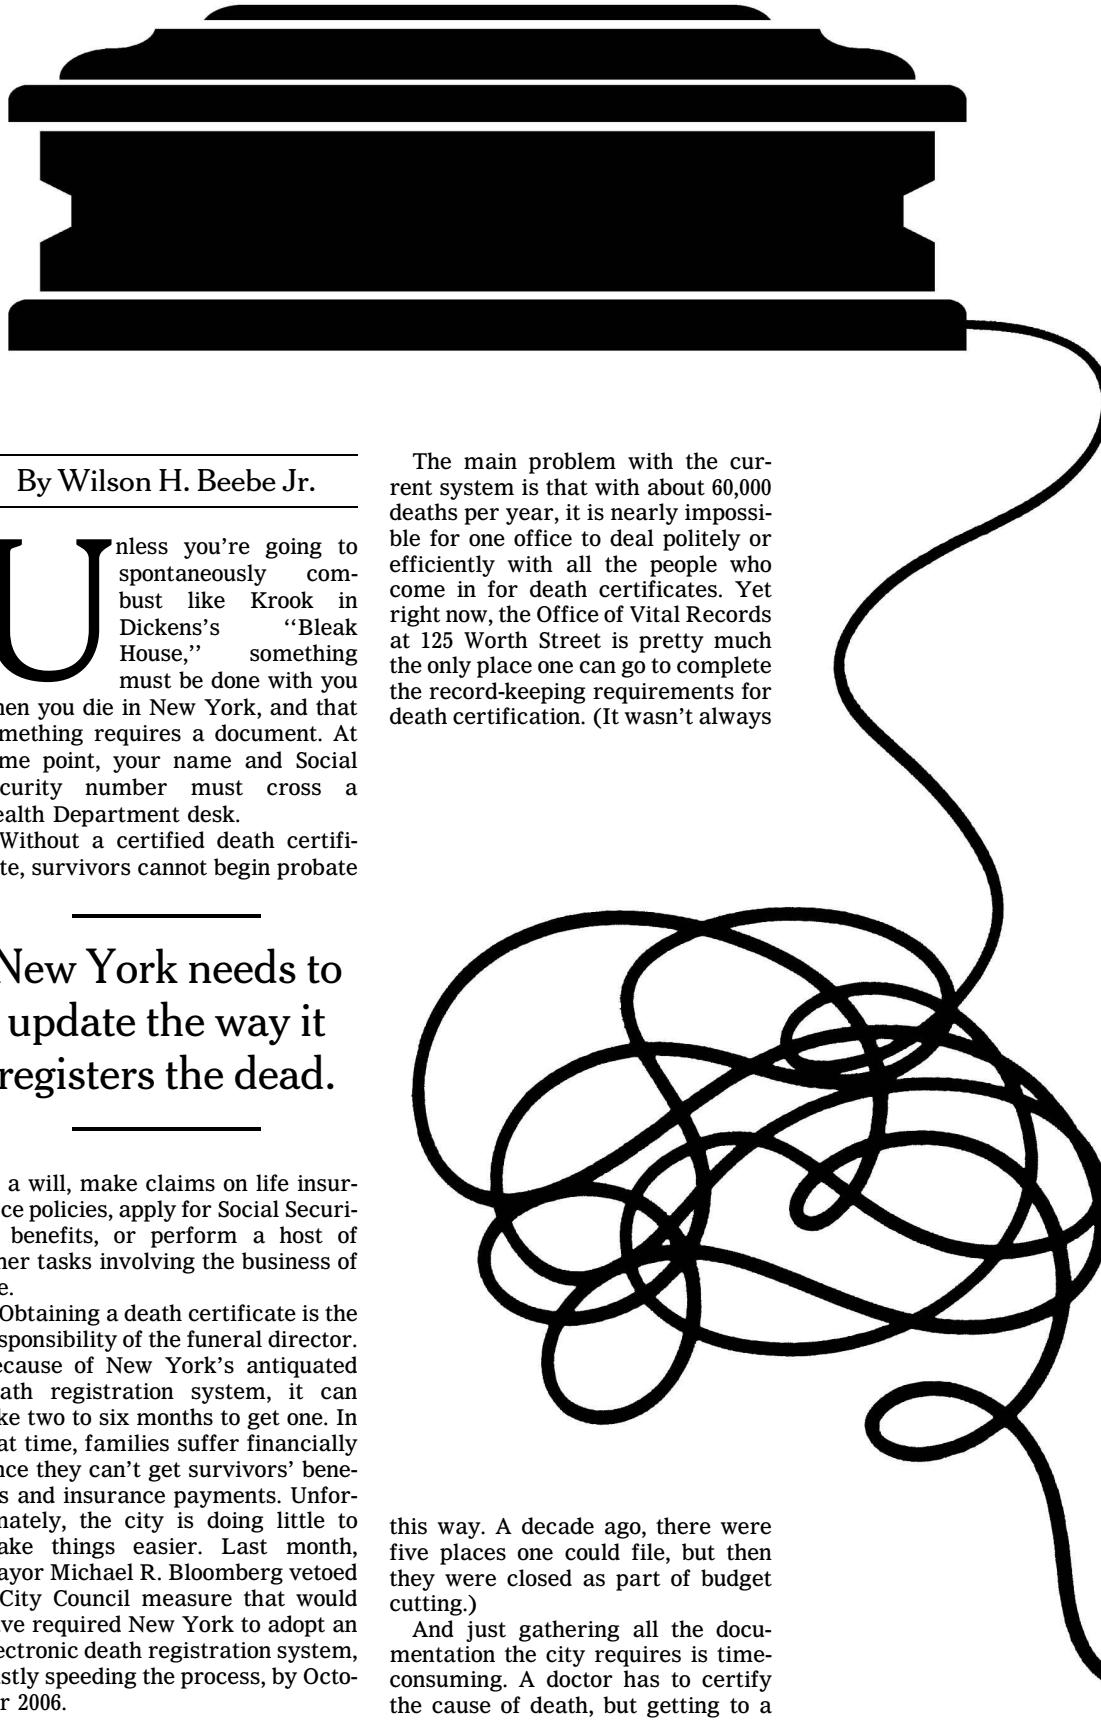 By Wilson H. Beebe Jr.
Unless you're going to
spontaneously com-
bust like Krook in
Dickens's ‘‘Bleak
House,’’ something
must be done with you
hen you die in New York, and that
mething requires a document. At
me point, your name and Social
curity number must cross a
ealth Department desk.
Without a certified death certifi-
te, survivors cannot begin probate
New York needs to
update the way it
registers the dead.
a will, make claims on life insur-
ce policies, apply for Social Securi-
benefits, or perform a host of
her tasks involving the business of
e.
Obtaining a death certificate is the
sponsibility of the funeral director.
ecause of New York's antiquated
ath registration system, it can
ke two to six months to get one. In
at time, families suffer financially
nce they can't get survivors' bene-
s and insurance payments. Unfor-
nately, the city is doing little to
ake things easier. Last month,
ayor Michael R. Bloomberg vetoed
City Council measure that would
ve required New York to adopt an
ectronic death registration system,
stly speeding the process, by Octo-
r 2006.
The main problem with the cur-
rent system is that with about 60,000
deaths per year, it is nearly impossi-
ble for one office to deal politely or
efficiently with all the people who
come in for death certificates. Yet
right now, the Office of Vital Records
at 125 Worth Street is pretty much
the only place one can go to complete
the record-keeping requirements for
death certification. (It wasn't always
this way. A decade ago, there were
five places one could file, but then
they were closed as part of budget
cutting.)
And just gathering all the docu-
mentation the city requires is time-
consuming. A doctor has to certify
the cause of death, but getting to a